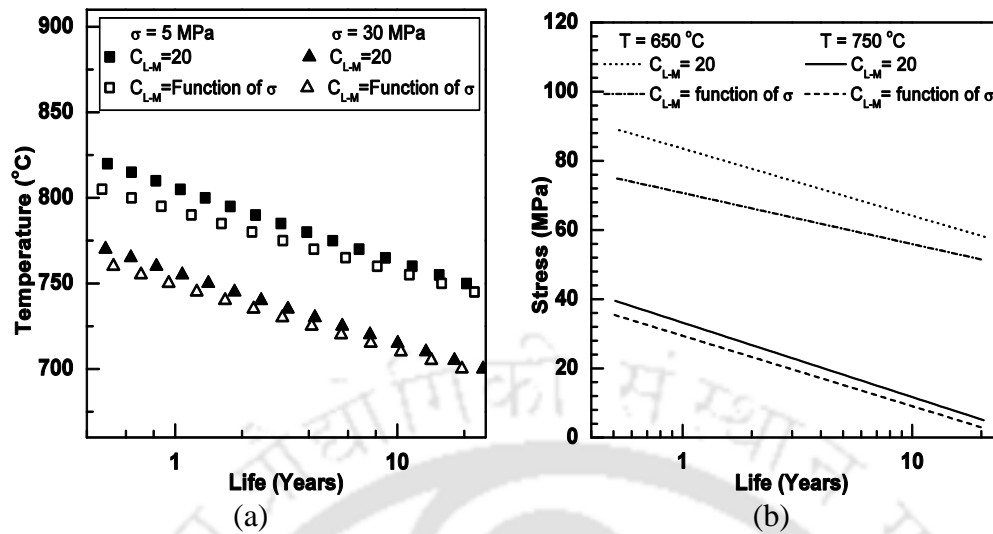 900
850
800
750
700
Temperature (°C)
σ = 5 MPa σ = 30 MPa
C_L-M=20 C_L-M=20
C_L-M=Function of σ C_L-M=Function of σ
1 10
Life (Years)
(a)
120
100
80
60
40
20
0
Stress (MPa)
T = 650 °C T = 750 °C
C_L-M= 20 C_L-M= 20
C_L-M= function of σ C_L-M= function of σ
1 10
Life (Years)
(b)